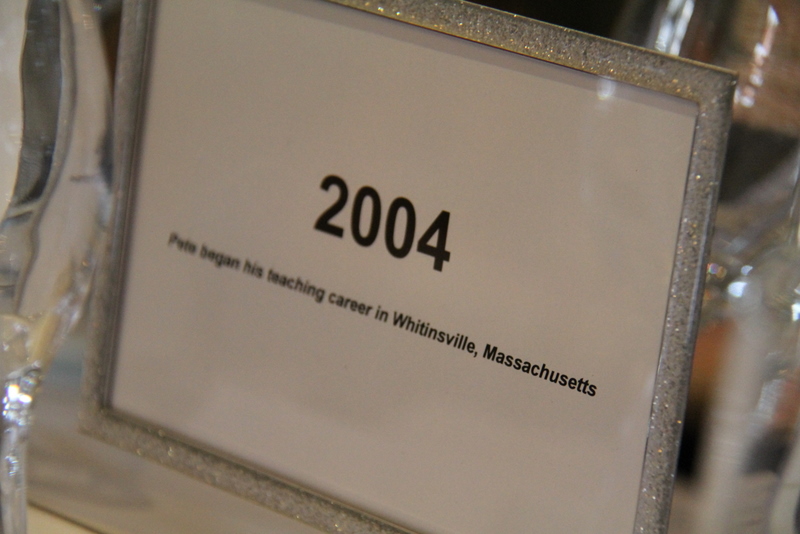 2004
Pete began his teaching career in Whitinsville, Massachusetts